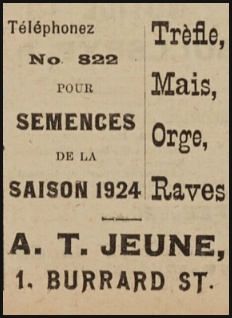 Téléphonez
No 822
POUR
SEMENCES
DE LA
SAISON 1924
Trèfle,
Mais,
Orge,
Raves
A. T. JEUNE,
1. BURRARD ST.